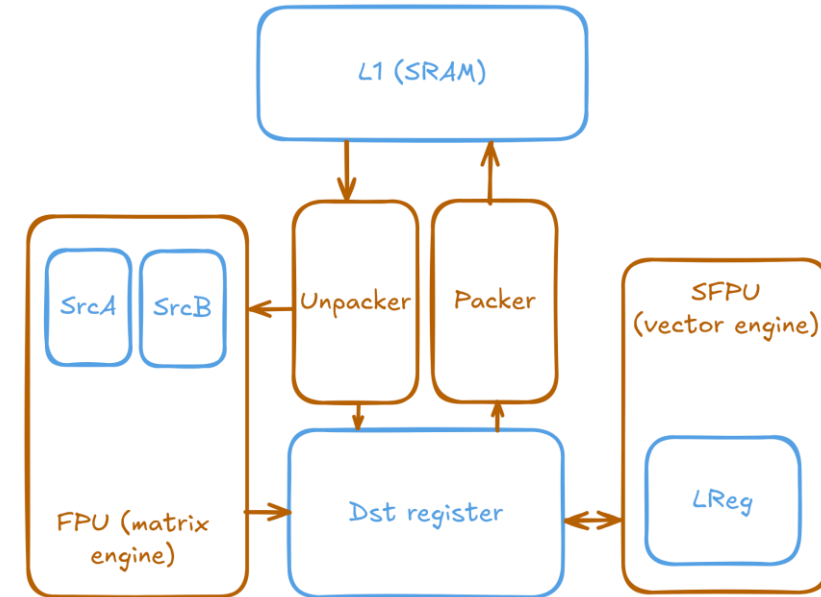 L1 (SRAM)
SrcA
SrcB
Unpacker
Packer
SFPU
(vector engine)
FPU (matrix
engine)
Dst register
LReg